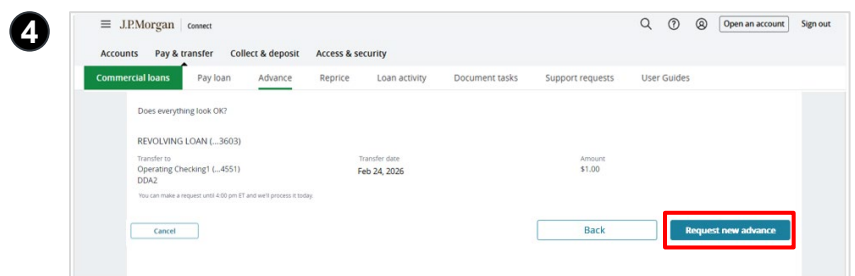 4
J.P.Morgan Connect Open an account Sign out
Accounts Pay & transfer Collect & deposit Access & security
Commercial loans Pay loan Advance Reprice Loan activity Document tasks Support requests User Guides
Does everything look OK?
REVOLVING LOAN (...3603)
Transfer to Transfer date Amount
Operating Checking1 (...4551) Feb 24, 2026 $1.00
DDA2
You can make a request until 4:00 pm ET and we'll process it today.
Cancel Back Request new advance